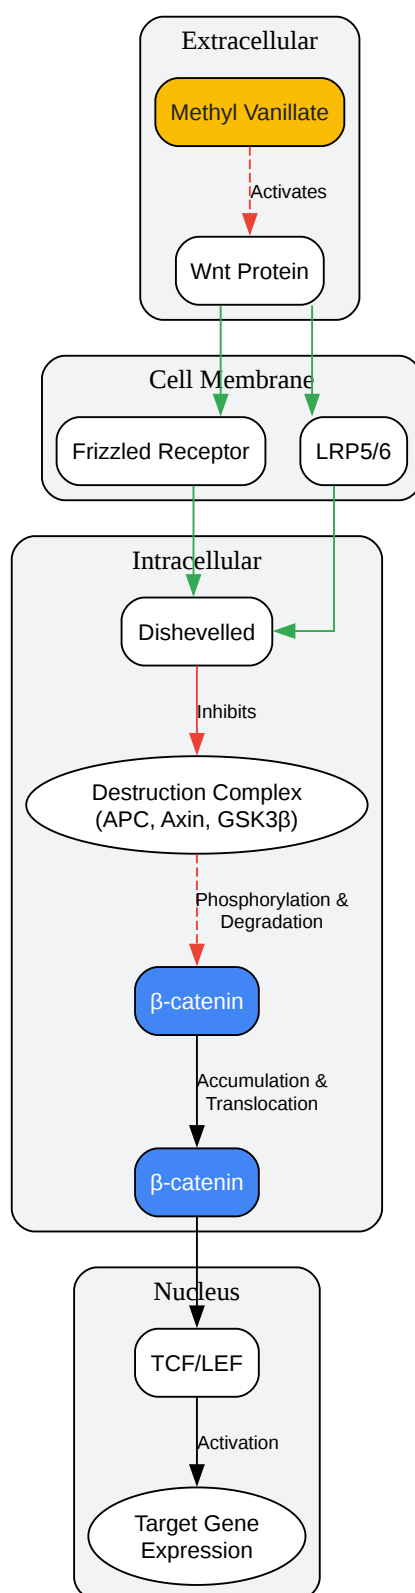 Extracellular
Methyl Vanillate
Activates
Wnt Protein
Cell Membrane
Frizzled Receptor
LRP5/6
Intracellular
Dishevelled
Inhibits
Destruction Complex
(APC, Axin, GSK3β)
Phosphorylation &
Degradation
β-catenin
Accumulation &
Translocation
β-catenin
Nucleus
TCF/LEF
Activation
Target Gene
Expression